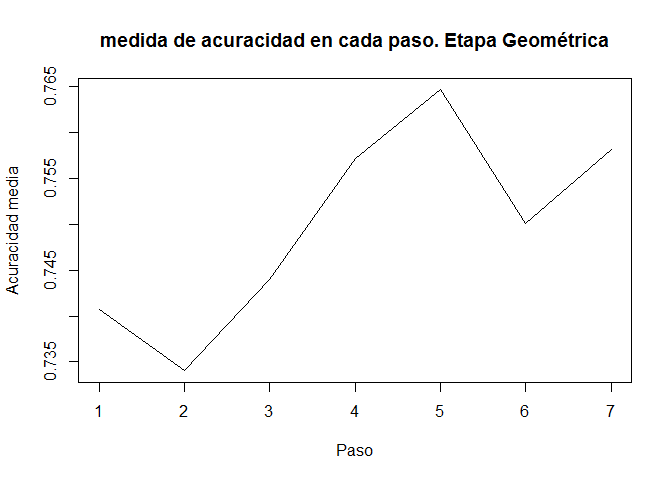 medida de acuracidad en cada paso. Etapa Geométrica
Acuracidad media
0.765
0.755
0.745
0.735
1 2 3 4 5 6 7
Paso